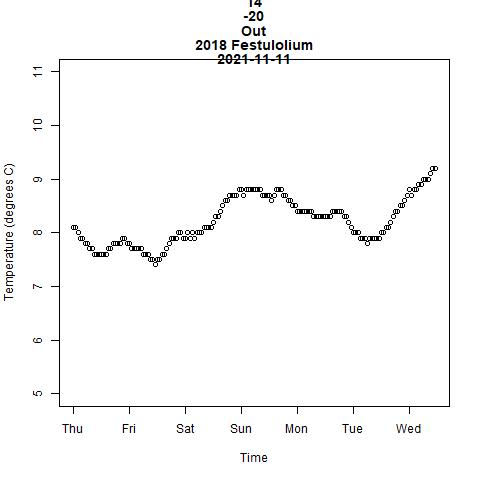 14
-20
Out
2018 Festulolium
2021-11-11
Temperature (degrees C)
11
10
9
8
7
6
5
Thu Fri Sat Sun Mon Tue Wed
Time